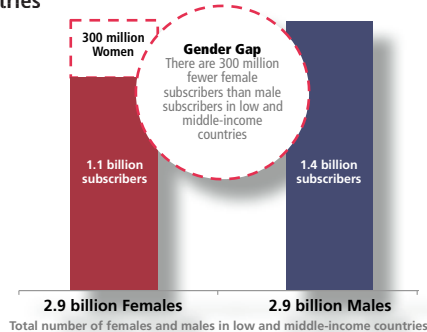 tries
300 million
Women
Gender Gap
There are 300 million
fewer female
subscribers than male
subscribers in low and
middle-income
countries
1.1 billion
subscribers
1.4 billion
subscribers
2.9 billion Females
2.9 billion Males
Total number of females and males in low and middle-income countries